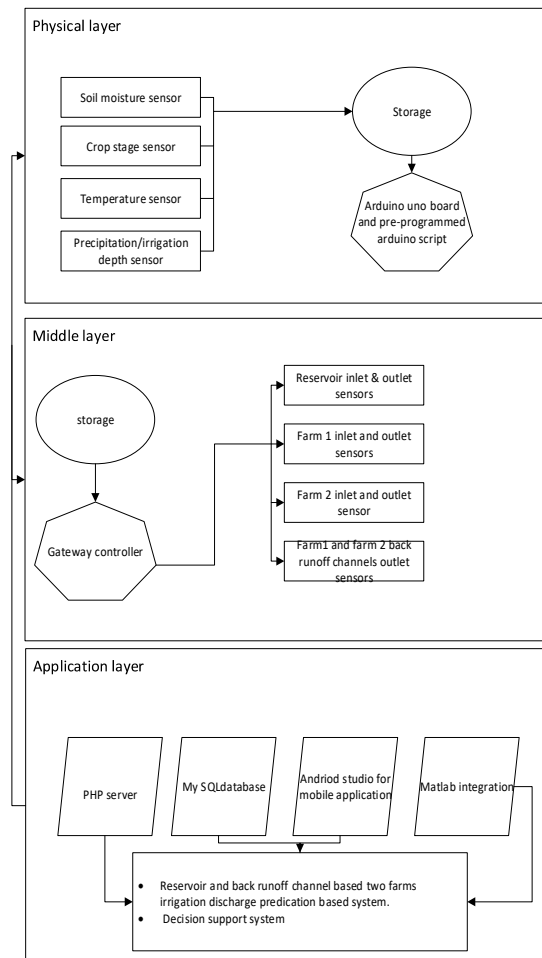 Physical layer
Soil moisture sensor
Crop stage sensor
Temperature sensor
Precipitation/irrigation
depth sensor
Storage
Arduino uno board
and pre-programmed
arduino script
Middle layer
storage
Gateway controller
Reservoir inlet & outlet
sensors
Farm 1 inlet and outlet
sensors
Farm 2 inlet and outlet
sensor
Farm1 and farm 2 back
runoff channels outlet
sensors
Application layer
PHP server
My SQLdatabase
Andriod studio for
mobile application
Matlab integration
• Reservoir and back runoff channel based two farms
irrigation discharge predication based system.
• Decision support system